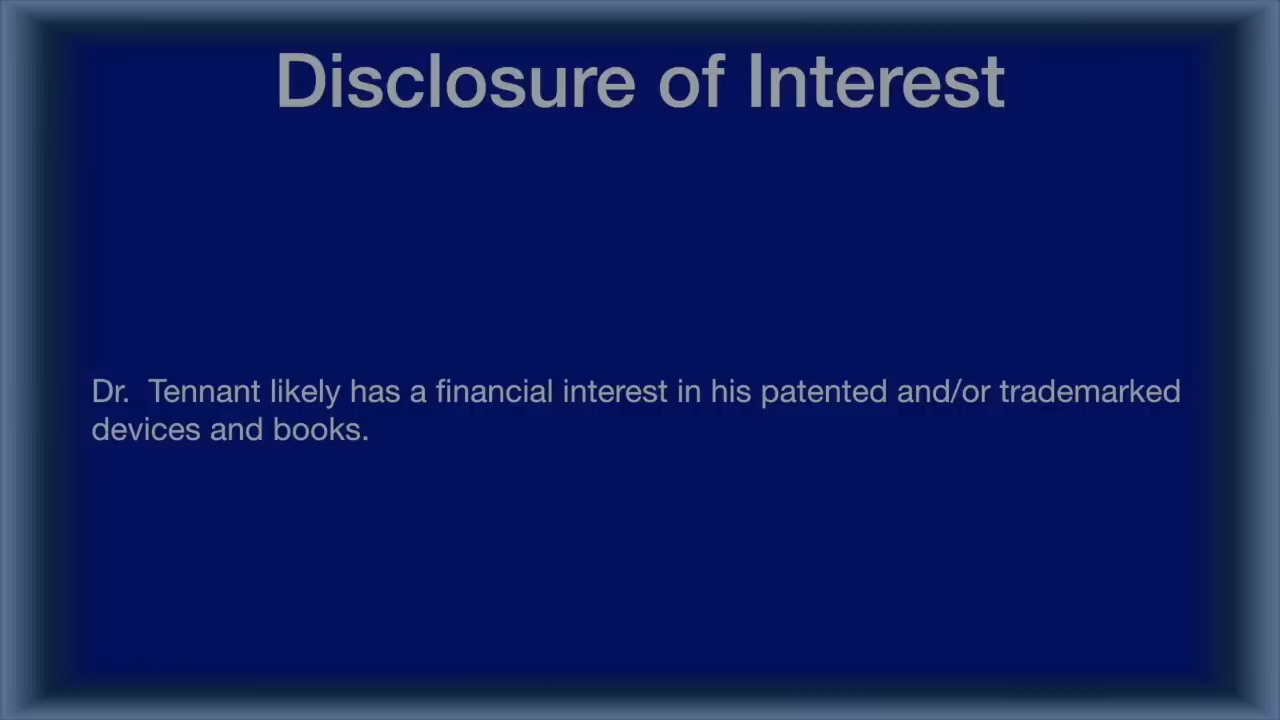 Disclosure of Interest
Dr.  Tennant likely has a financial interest in his patented and/or trademarked
devices and books.